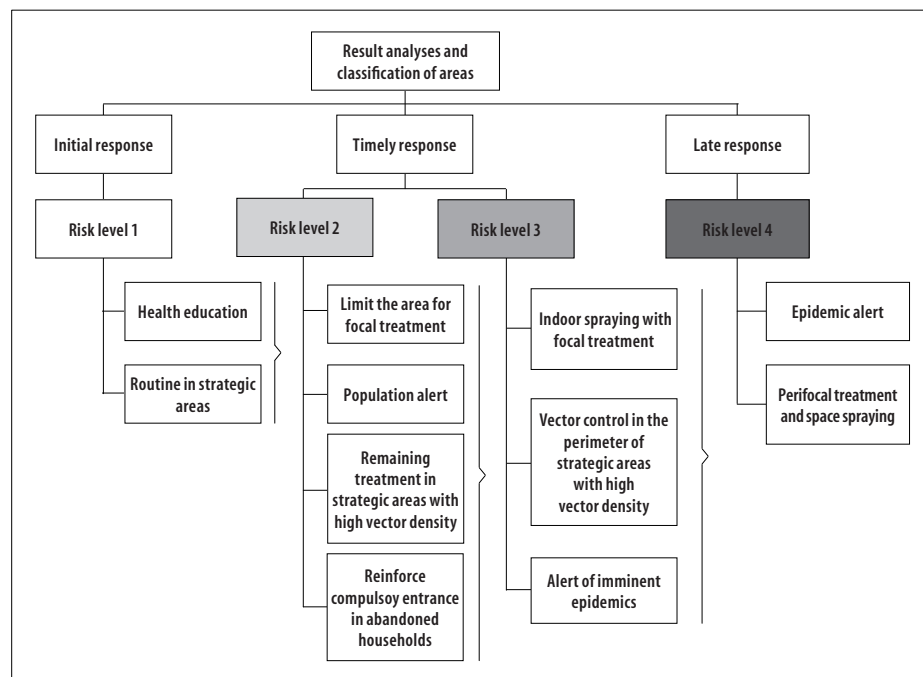 Result analyses and
classification of areas
Initial response
Timely response
Late response
Risk level 1
Risk level 2
Risk level 3
Risk level 4
Health education
Routine in strategic
areas
Limit the area for
focal treatment
Population alert
Remaining
treatment in
strategic areas with
high vector density
Reinforce
compulsoy entrance
in abandoned
households
Indoor spraying with
focal treatment
Vector control in the
perimeter of
strategic areas
with high
vector density
Alert of imminent
epidemics
Epidemic alert
Perifocal treatment
and space spraying